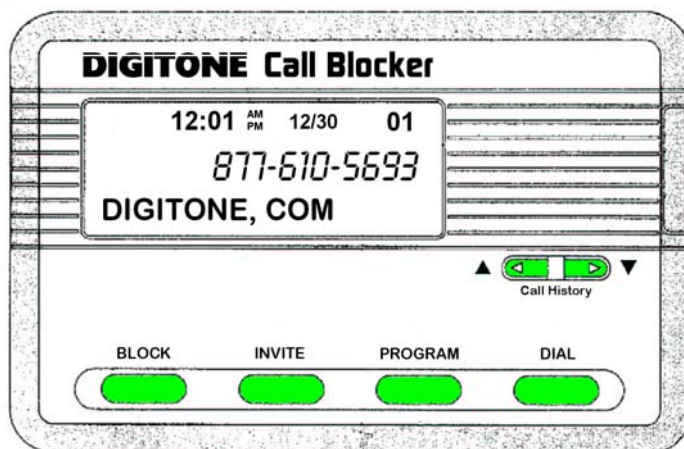 DIGITONE Call Blocker
12:01 AM PM 12/30 01
877-610-5693
DIGITONE, COM
Call History
BLOCK INVITE PROGRAM DIAL